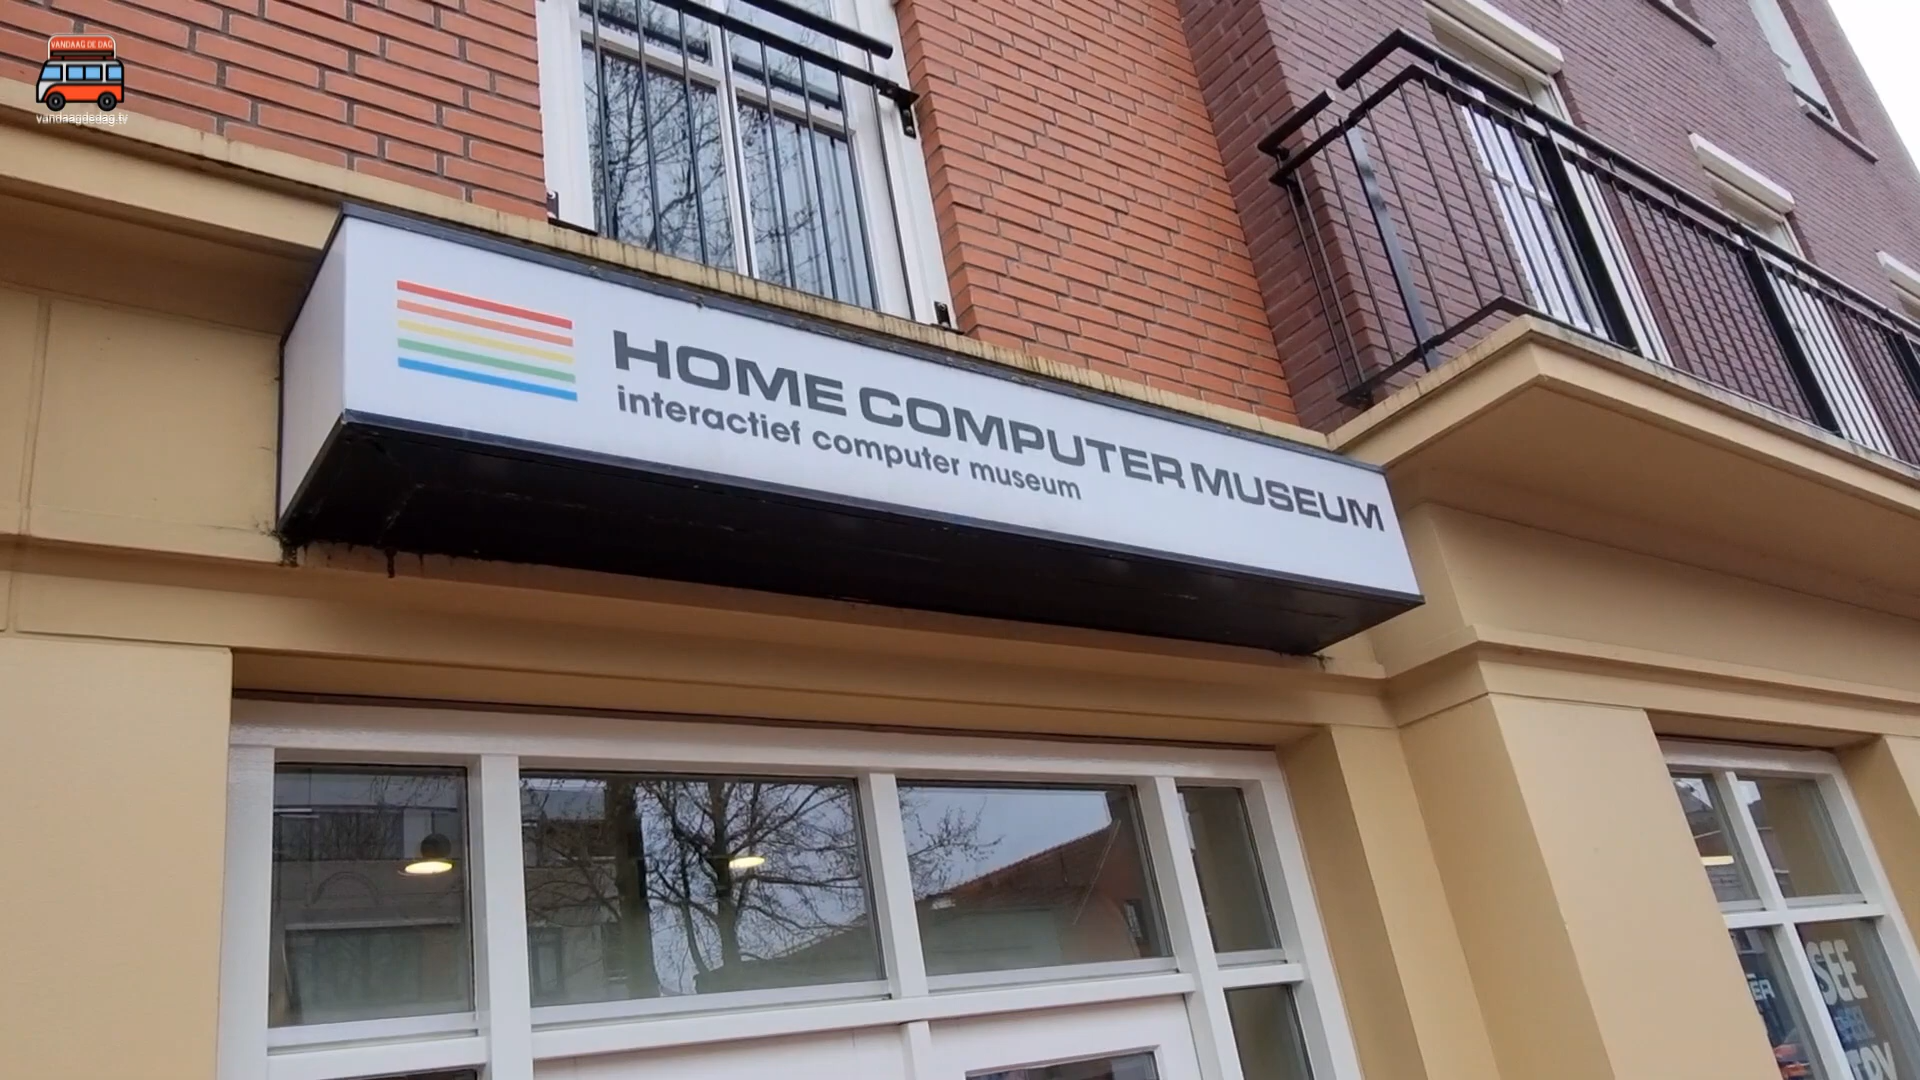 VANDAAG DE DAG
vandaagdedag.tv
HOME COMPUTER MUSEUM
interactief computer museum
SEE